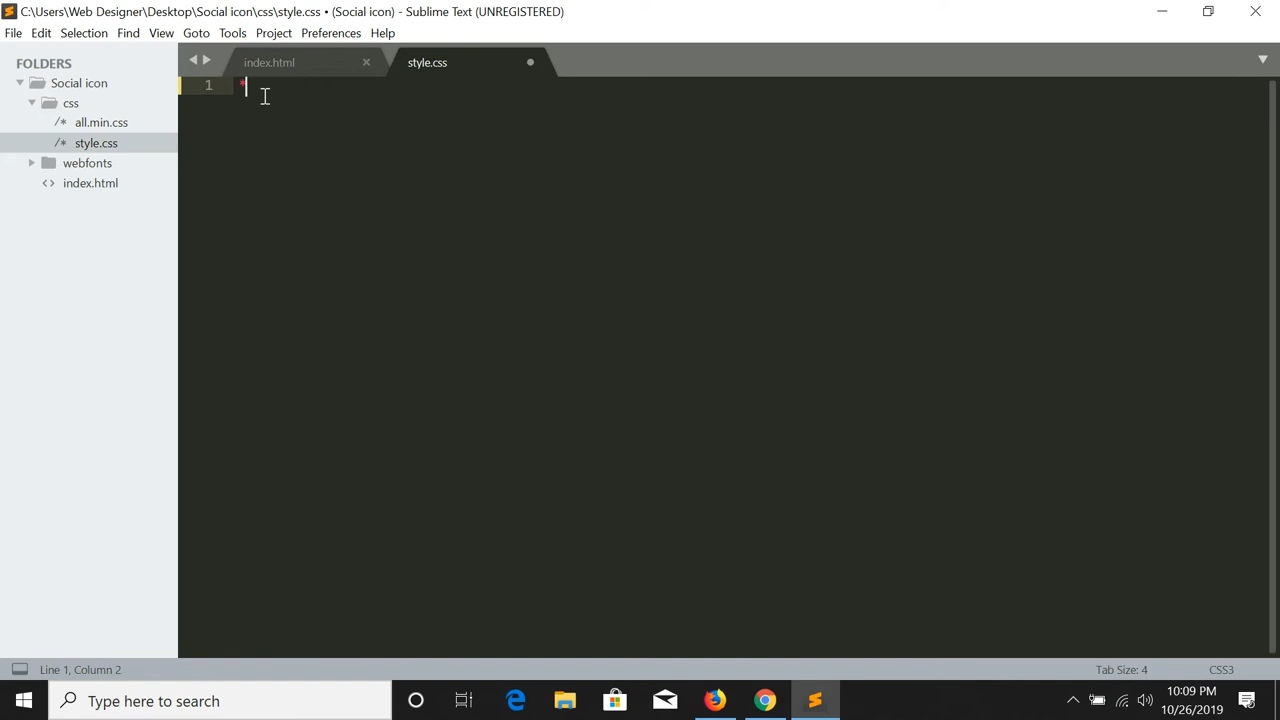 C:\Users\Web Designer\Desktop\Social icon\css\style.css • (Social icon) - Sublime Text (UNREGISTERED)
File Edit Selection Find View Goto Tools Project Preferences Help
FOLDERS
Social icon
css
/* all.min.css
/* style.css
webfonts
<> index.html
index.html
style.css
1 *
Line 1, Column 2
Tab Size: 4
CSS3
Type here to search
10:09 PM
10/26/2019